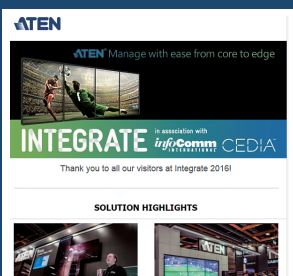 ATEN
ATEN Manage with ease from core to edge
INTEGRATE in association with infoComm INTERNATIONAL CEDIA
Thank you to all our visitors at Integrate 2016!
SOLUTION HIGHLIGHTS
ATEN